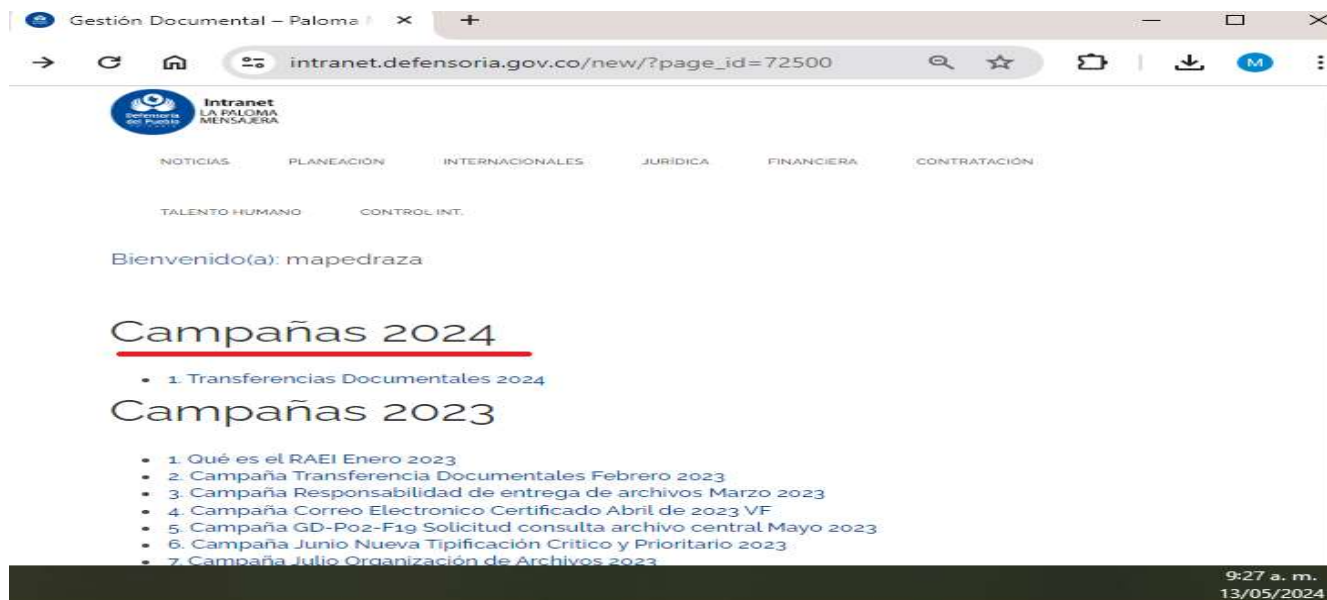 Gestión Documental – Paloma
intranet.defensoria.gov.co/new/?page_id=72500
M
Defensoría
del Pueblo
Intranet
LA PALOMA
MENSAJERA
NOTICIAS PLANEACIÓN INTERNACIONALES JURÍDICA FINANCIERA CONTRATACIÓN
TALENTO HUMANO CONTROL INT.
Bienvenido(a): mapedraza
Campañas 2024
1. Transferencias Documentales 2024
Campañas 2023
1. Qué es el RAEI Enero 2023
2. Campaña Transferencia Documentales Febrero 2023
3. Campaña Responsabilidad de entrega de archivos Marzo 2023
4. Campaña Correo Electronico Certificado Abril de 2023 VF
5. Campaña GD-P02-F19 Solicitud consulta archivo central Mayo 2023
6. Campaña Junio Nueva Tipificación Critico y Prioritario 2023
7. Campaña Julio Organización de Archivos 2023
9:27 a. m.
13/05/2024